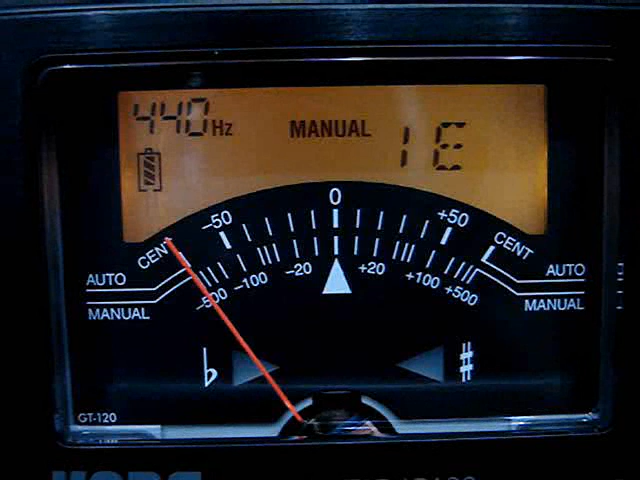 440Hz
MANUAL
1E
0
-50
+50
CENT
CENT
AUTO
AUTO
-500
-100
-20
+20
+100
+500
MANUAL
MANUAL
♭
♯
GT-120
KORG